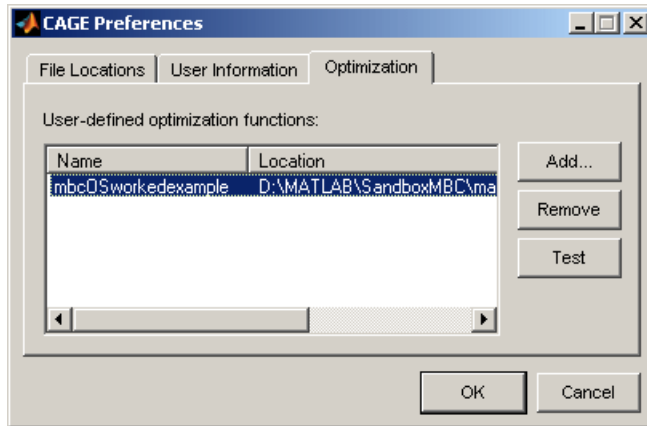 CAGE Preferences
File Locations User Information Optimization
User-defined optimization functions:
Name Location
mbcOSworkedexample D:\MATLAB\SandboxMBC\ma
Add...
Remove
Test
OK Cancel